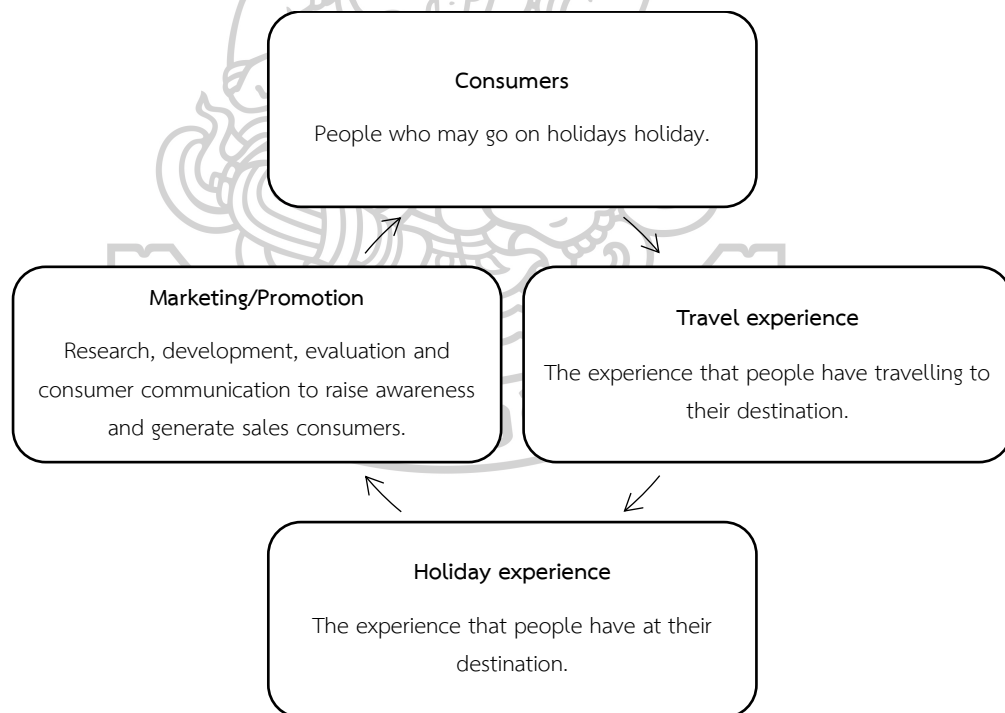 Consumers
People who may go on holidays holiday.
Marketing/Promotion
Research, development, evaluation and
consumer communication to raise awareness
and generate sales consumers.
Travel experience
The experience that people have travelling to
their destination.
Holiday experience
The experience that people have at their
destination.